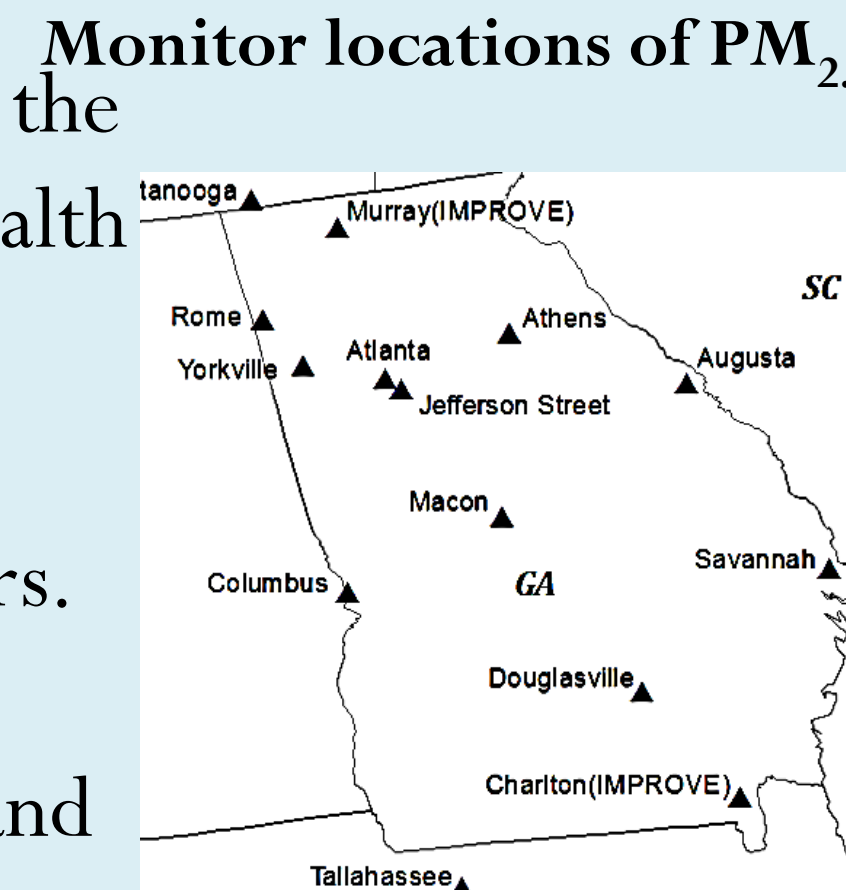 Monitor locations of PM2.
the
alth
tanooga
Murray(IMPROVE)
SC
Rome
Athens
Atlanta
Yorkville
Augusta
Jefferson Street
Macon
Savannah
rs.
Columbus
GA
Douglasville
Charlton(IMPROVE)
and
Tallahassee